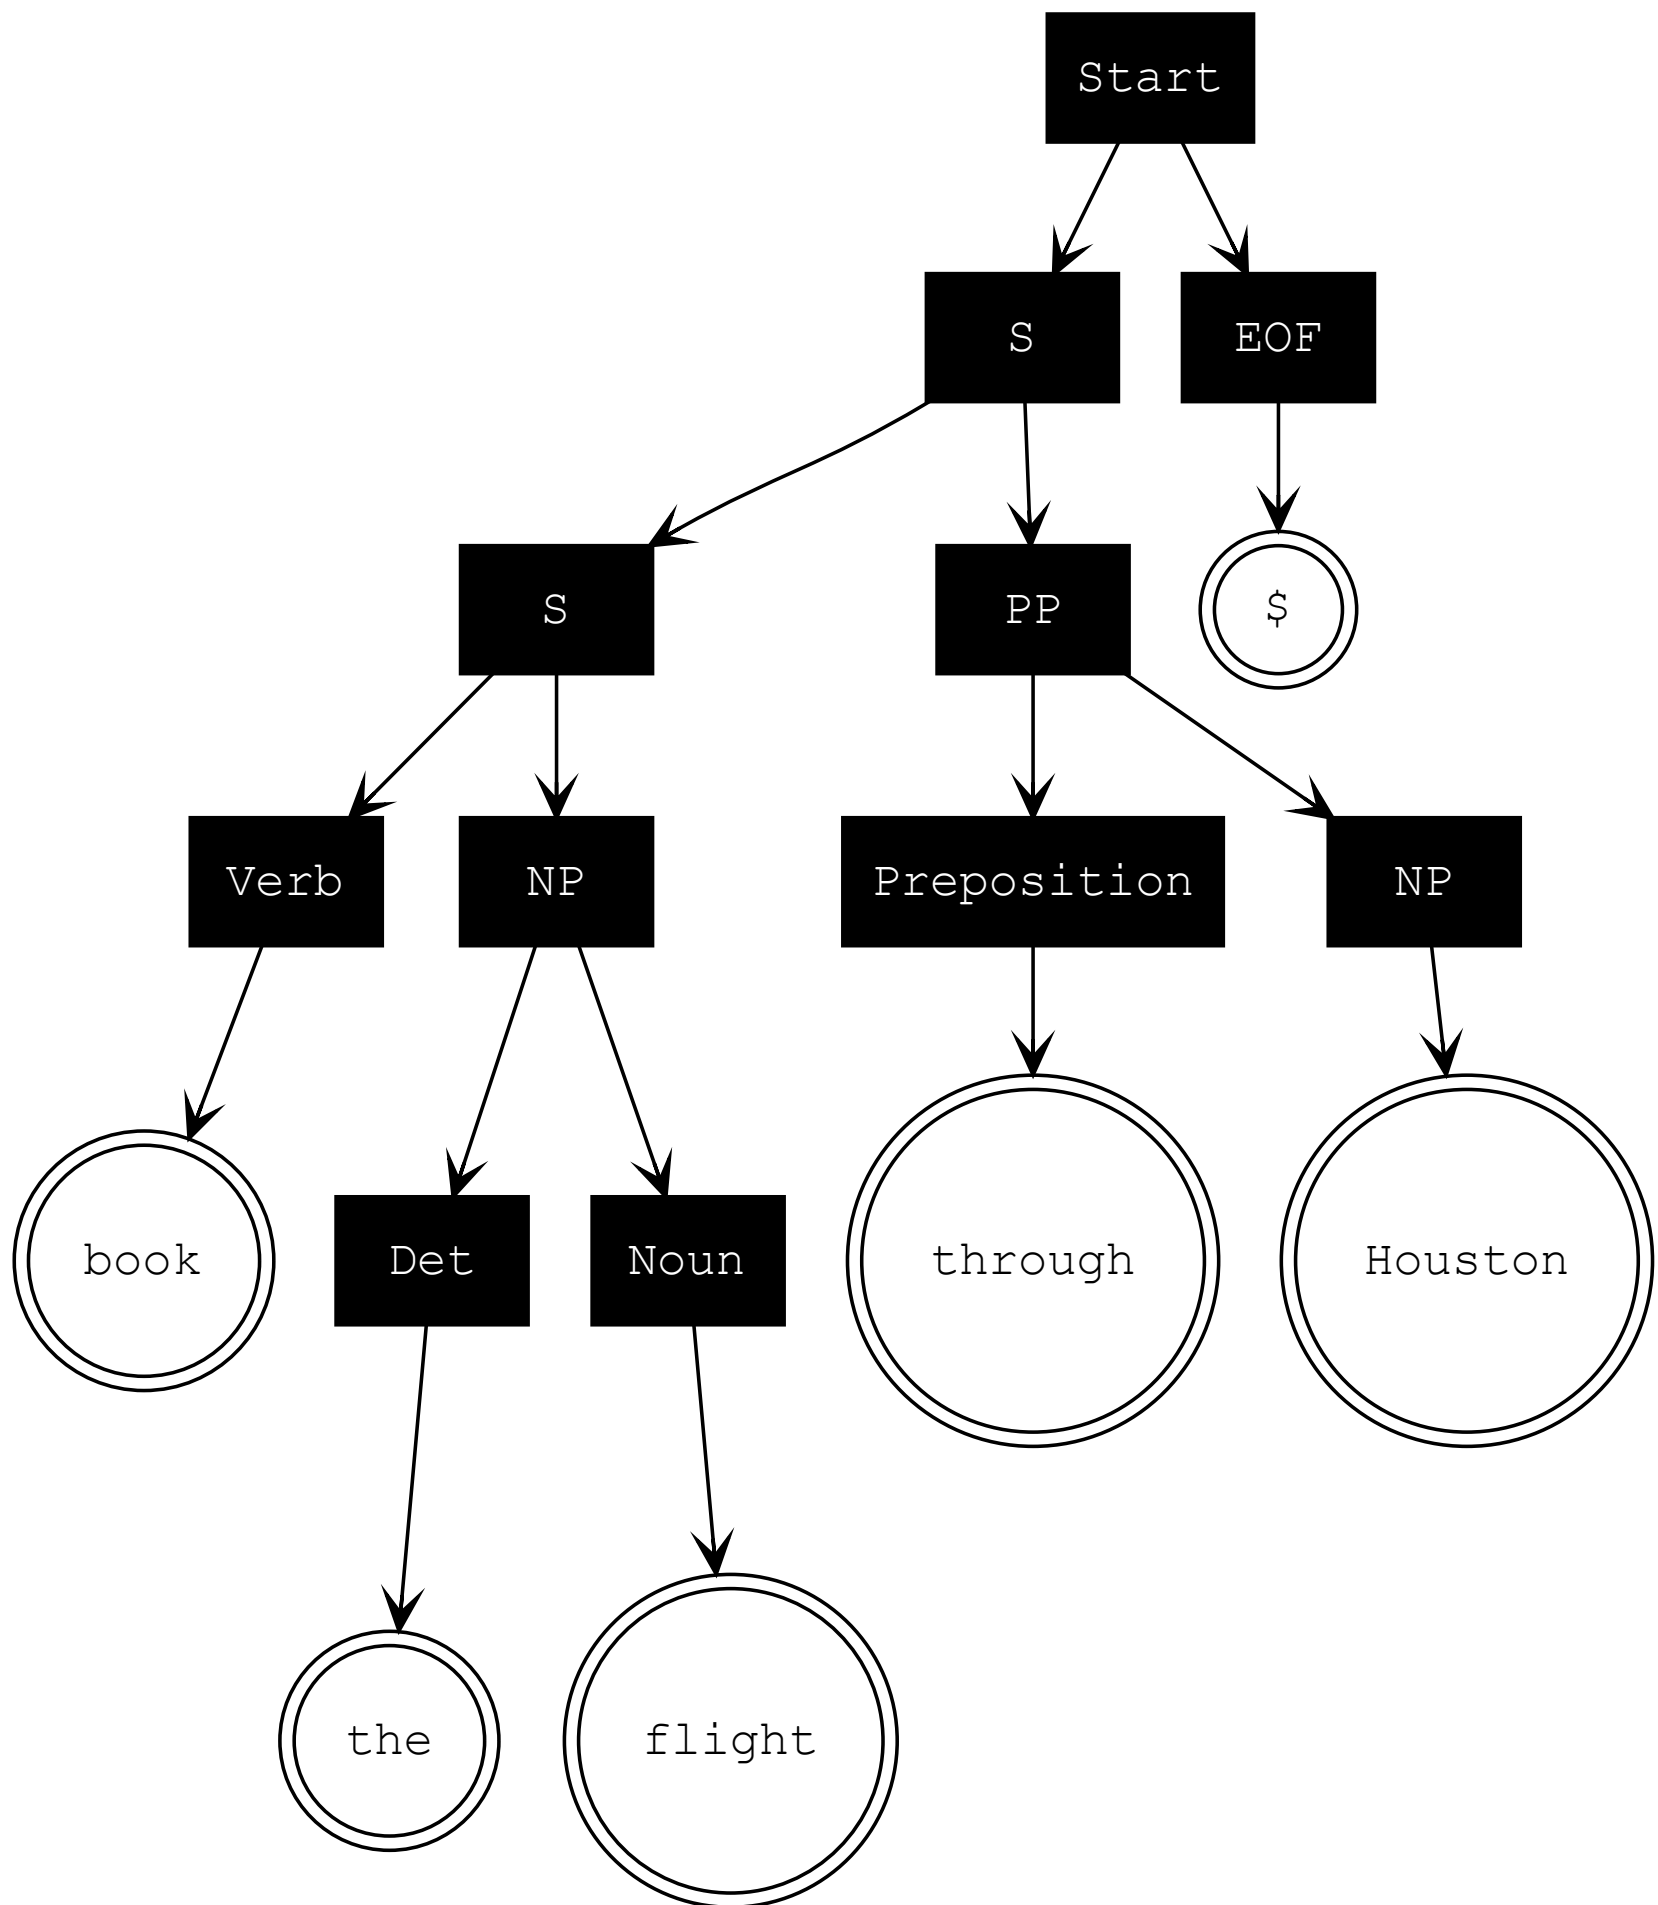 Start
S EOF
S PP $
Verb NP Preposition NP
book Det Noun through Houston
the flight